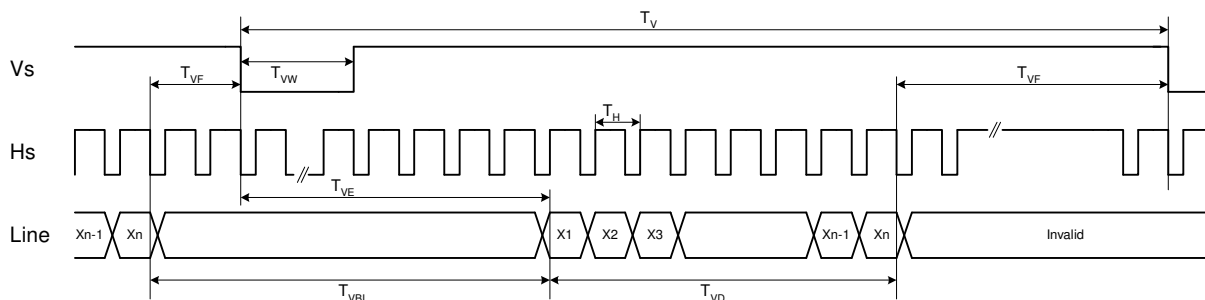 T_V
Vs
T_VF
T_VW
T_VF
T_H
Hs
T_VE
Line
Xn-1
Xn
X1
X2
X3
Xn-1
Xn
Invalid
T_VBL
T_VD